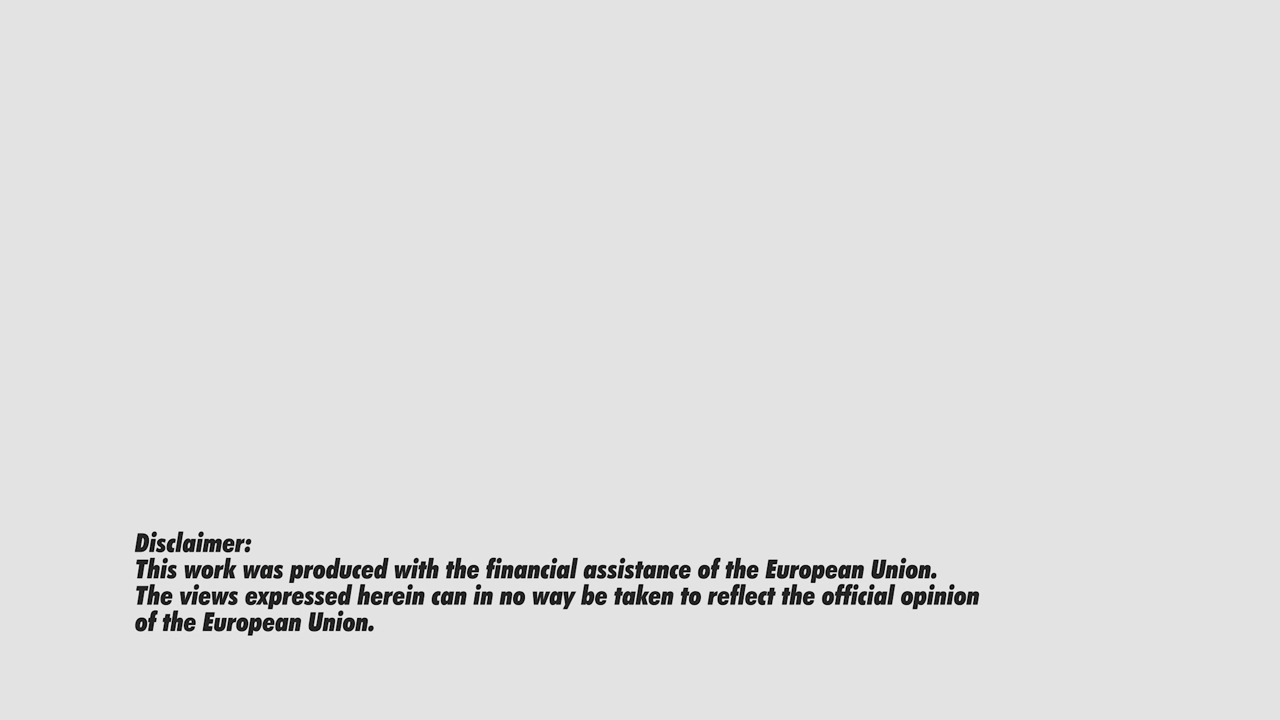 Disclaimer:
This work was produced with the financial assistance of the European Union.
The views expressed herein can in no way be taken to reflect the official opinion
of the European Union.